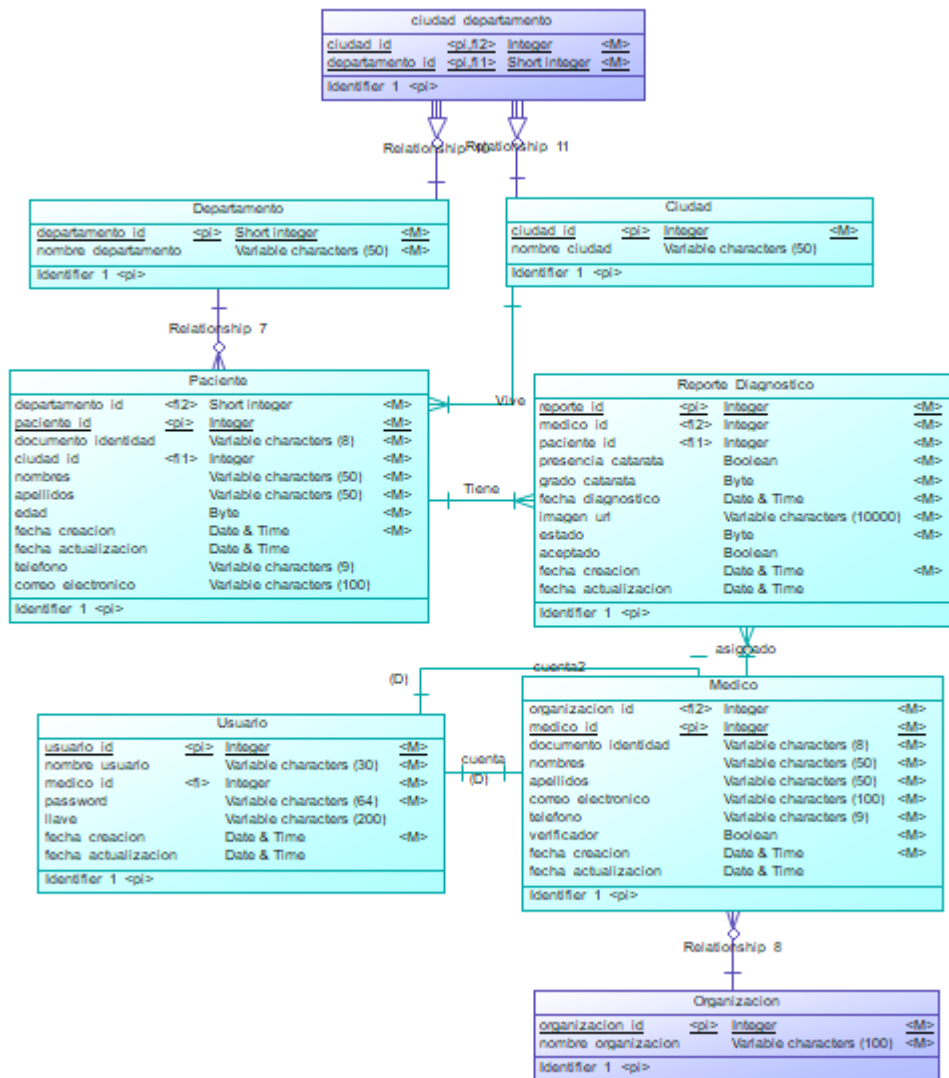 ciudad departamento
ciudad id <pi,fi2> Integer <M>
departamento id <pi,fi1> Short integer <M>
Identifier 1 <pi>
Relationship 10
Relationship 11
Departamento
departamento id <pi> Short integer <M>
nombre departamento Variable characters (50) <M>
Identifier 1 <pi>
Ciudad
ciudad id <pi> Integer <M>
nombre ciudad Variable characters (50)
Identifier 1 <pi>
Relationship 7
Vive
Paciente
departamento id <fi2> Short integer <M>
paciente id <pi> Integer <M>
documento identidad Variable characters (8) <M>
ciudad id <fi1> Integer <M>
nombres Variable characters (50) <M>
apellidos Variable characters (50) <M>
edad Byte <M>
fecha creacion Date & Time <M>
fecha actualizacion Date & Time
telefono Variable characters (9)
correo electronico Variable characters (100)
Identifier 1 <pi>
Tiene
Reporte Diagnostico
reporte id <pi> Integer <M>
medico id <fi2> Integer <M>
paciente id <fi1> Integer <M>
presencia catarata Boolean <M>
grado catarata Byte <M>
fecha diagnostico Date & Time <M>
imagen url Variable characters (10000) <M>
estado Byte <M>
aceptado Boolean
fecha creacion Date & Time <M>
fecha actualizacion Date & Time
Identifier 1 <pi>
asignado
cuenta2
(D)
Usuario
usuario id <pi> Integer <M>
nombre usuario Variable characters (30) <M>
medico id <fi> Integer <M>
password Variable characters (64) <M>
llave Variable characters (200)
fecha creacion Date & Time <M>
fecha actualizacion Date & Time
Identifier 1 <pi>
cuenta
(D)
Medico
organizacion id <fi2> Integer <M>
medico id <pi> Integer <M>
documento identidad Variable characters (8) <M>
nombres Variable characters (50) <M>
apellidos Variable characters (50) <M>
correo electronico Variable characters (100) <M>
telefono Variable characters (9) <M>
verificador Boolean <M>
fecha creacion Date & Time <M>
fecha actualizacion Date & Time
Identifier 1 <pi>
Relationship 8
Organizacion
organizacion id <pi> Integer <M>
nombre organizacion Variable characters (100) <M>
Identifier 1 <pi>